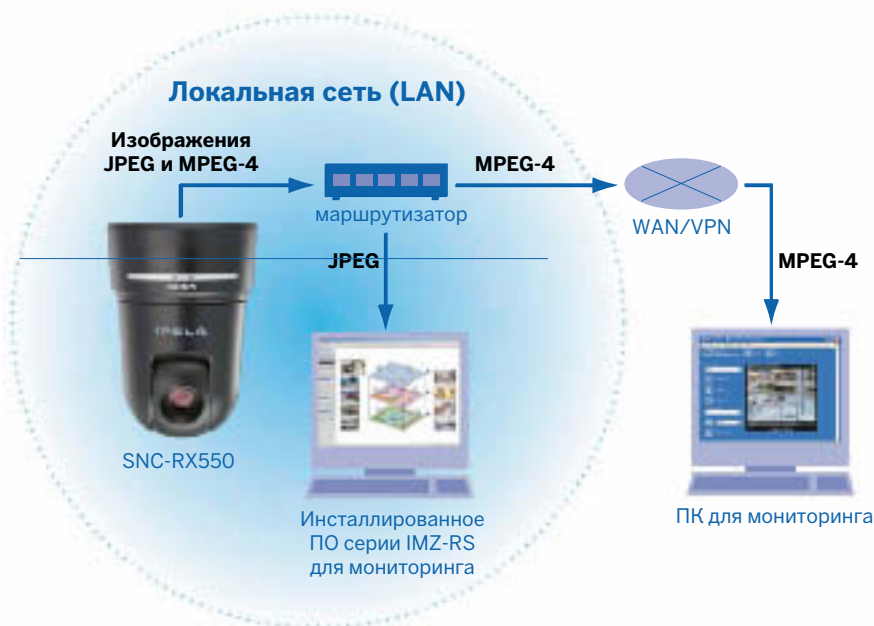 Локальная сеть (LAN)
Изображения
JPEG и MPEG-4
MPEG-4
маршрутизатор
WAN/VPN
JPEG
MPEG-4
IPELA
SNC-RX550
Инсталлированное
ПО серии IMZ-RS
для мониторинга
ПК для мониторинга